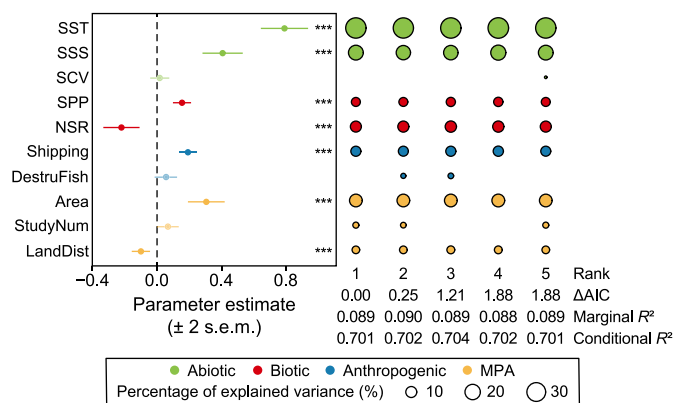 SST ***
SSS ***
SCV
SPP ***
NSR ***
Shipping ***
DestruFish
Area ***
StudyNum
LandDist ***
−0.4 0.0 0.4 0.8
Parameter estimate
(± 2 s.e.m.)
1 2 3 4 5 Rank
0.00 0.25 1.21 1.88 1.88 ΔAIC
0.089 0.090 0.089 0.088 0.089 Marginal R²
0.701 0.702 0.704 0.702 0.701 Conditional R²
Abiotic Biotic Anthropogenic MPA
Percentage of explained variance (%) 10 20 30